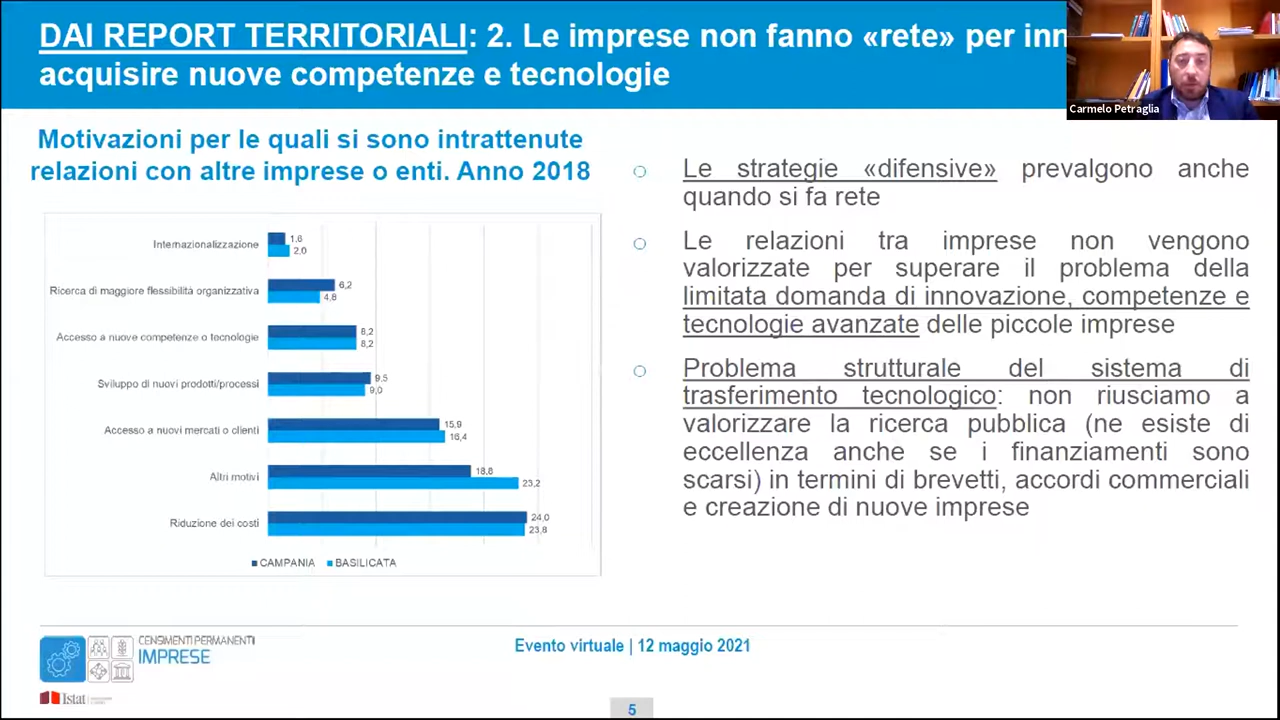 DAI REPORT TERRITORIALI: 2. Le imprese non fanno «rete» per inn
acquisire nuove competenze e tecnologie
Carmelo Petraglia
Motivazioni per le quali si sono intrattenute
relazioni con altre imprese o enti. Anno 2018
Internazionalizzazione
1,6
2,0
Ricerca di maggiore flessibilità organizzativa
6,2
4,8
Accesso a nuove competenze o tecnologie
8,2
8,2
Sviluppo di nuovi prodotti/processi
9,5
9,0
Accesso a nuovi mercati o clienti
15,9
16,4
Altri motivi
18,8
23,2
Riduzione dei costi
24,0
23,8
CAMPANIA BASILICATA
Le strategie «difensive» prevalgono anche
quando si fa rete
Le relazioni tra imprese non vengono
valorizzate per superare il problema della
limitata domanda di innovazione, competenze e
tecnologie avanzate delle piccole imprese
Problema strutturale del sistema di
trasferimento tecnologico: non riusciamo a
valorizzare la ricerca pubblica (ne esiste di
eccellenza anche se i finanziamenti sono
scarsi) in termini di brevetti, accordi commerciali
e creazione di nuove imprese
CENSIMENTI PERMANENTI
IMPRESE
Istat
Evento virtuale | 12 maggio 2021
5